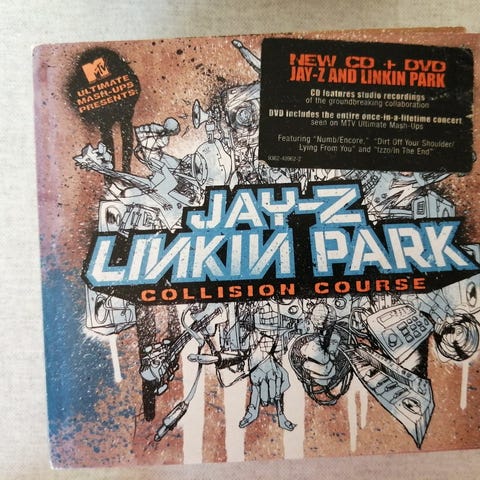 MTV
ULTIMATE
MASH-UPS
PRESENTS:
NEW CD + DVD
JAY-Z AND LINKIN PARK
CD features studio recordings
of the groundbreaking collaboration
DVD includes the entire once-in-a-lifetime concert
seen on MTV Ultimate Mash-Ups
Featuring "Numb/Encore," "Dirt Off Your Shoulder/
Lying From You" and "Izzo/In The End"
JAY-Z
LINKIN PARK
COLLISION COURSE